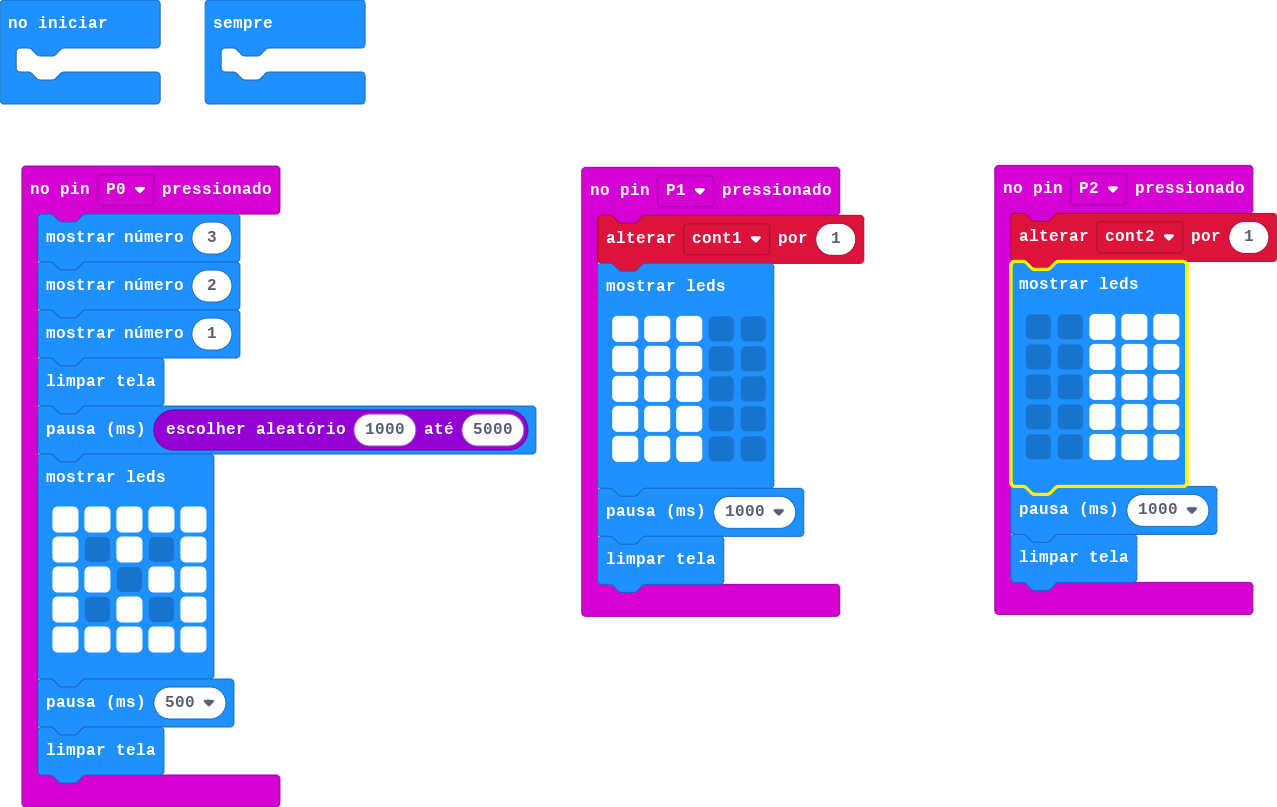 no iniciar
sempre
no pin P0 pressionado
mostrar número 3
mostrar número 2
mostrar número 1
limpar tela
pausa (ms) escolher aleatório 1000 até 5000
mostrar leds
pausa (ms) 500
limpar tela
no pin P1 pressionado
alterar cont1 por 1
mostrar leds
pausa (ms) 1000
limpar tela
no pin P2 pressionado
alterar cont2 por 1
mostrar leds
pausa (ms) 1000
limpar tela